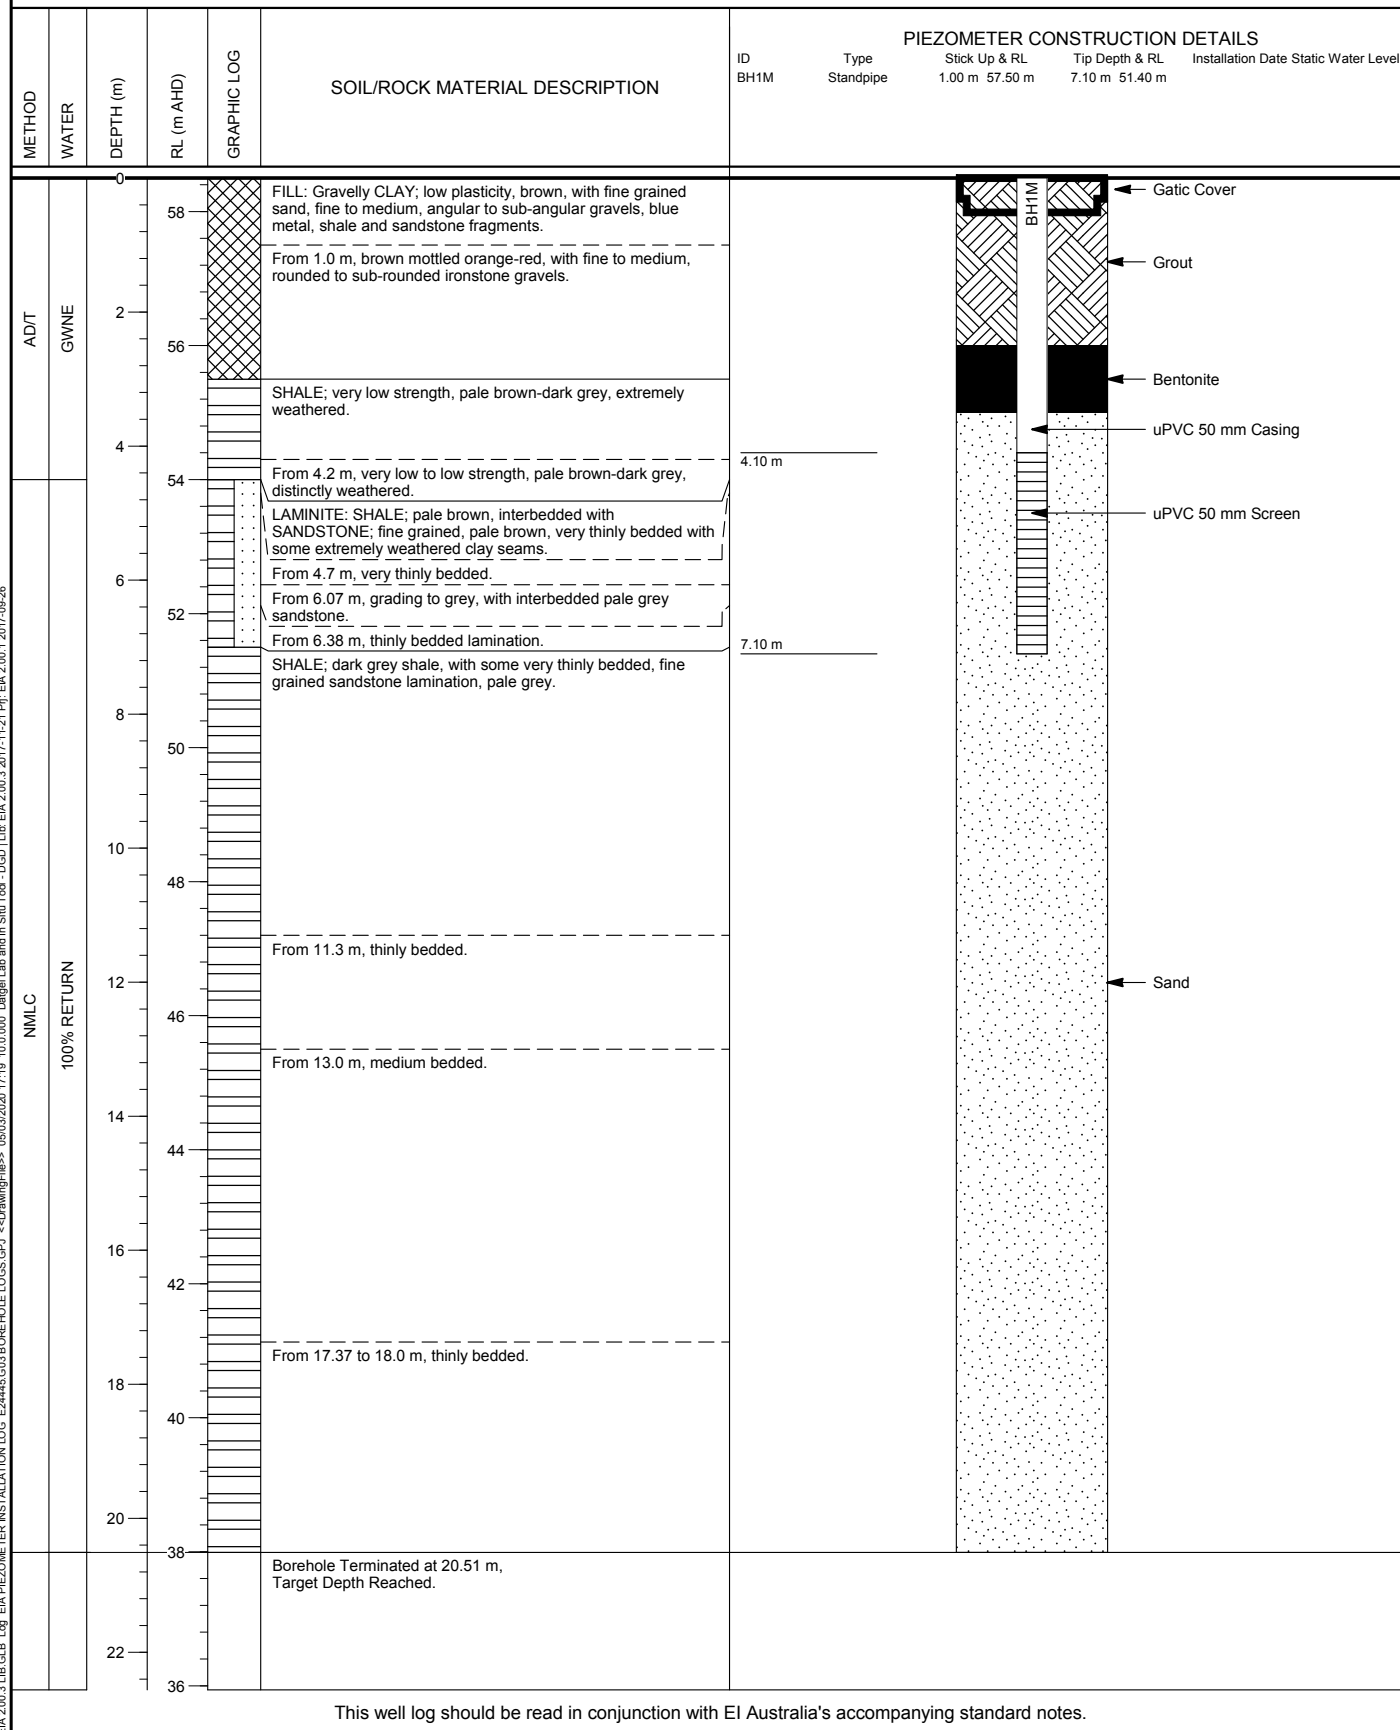 PIEZOMETER CONSTRUCTION DETAILS
METHOD
WATER
DEPTH (m)
RL (m AHD)
GRAPHIC LOG
SOIL/ROCK MATERIAL DESCRIPTION
ID Type Stick Up & RL Tip Depth & RL Installation Date Static Water Level
BH1M Standpipe 1.00 m 57.50 m 7.10 m 51.40 m
AD/T
GWNE
NMLC
100% RETURN
0
2
4
6
8
10
12
14
16
18
20
22
58
56
54
52
50
48
46
44
42
40
38
36
FILL: Gravelly CLAY; low plasticity, brown, with fine grained
sand, fine to medium, angular to sub-angular gravels, blue
metal, shale and sandstone fragments.
From 1.0 m, brown mottled orange-red, with fine to medium,
rounded to sub-rounded ironstone gravels.
SHALE; very low strength, pale brown-dark grey, extremely
weathered.
From 4.2 m, very low to low strength, pale brown-dark grey,
distinctly weathered.
LAMINITE: SHALE; pale brown, interbedded with
SANDSTONE; fine grained, pale brown, very thinly bedded with
some extremely weathered clay seams.
From 4.7 m, very thinly bedded.
From 6.07 m, grading to grey, with interbedded pale grey
sandstone.
From 6.38 m, thinly bedded lamination.
SHALE; dark grey shale, with some very thinly bedded, fine
grained sandstone lamination, pale grey.
From 11.3 m, thinly bedded.
From 13.0 m, medium bedded.
From 17.37 to 18.0 m, thinly bedded.
Borehole Terminated at 20.51 m,
Target Depth Reached.
4.10 m
7.10 m
BH1M
Gatic Cover
Grout
Bentonite
uPVC 50 mm Casing
uPVC 50 mm Screen
Sand
This well log should be read in conjunction with EI Australia's accompanying standard notes.